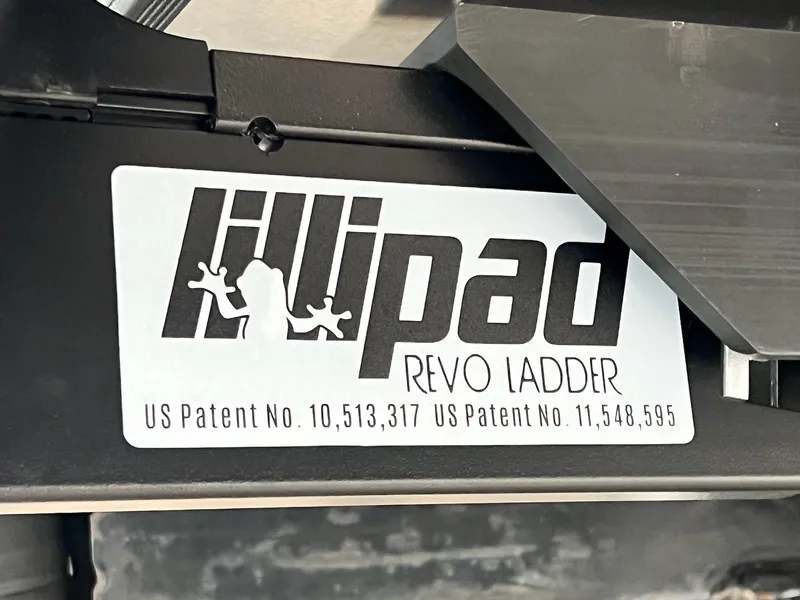 lillipad
REVO LADDER
US Patent No. 10,513,317 US Patent No. 11,548,595